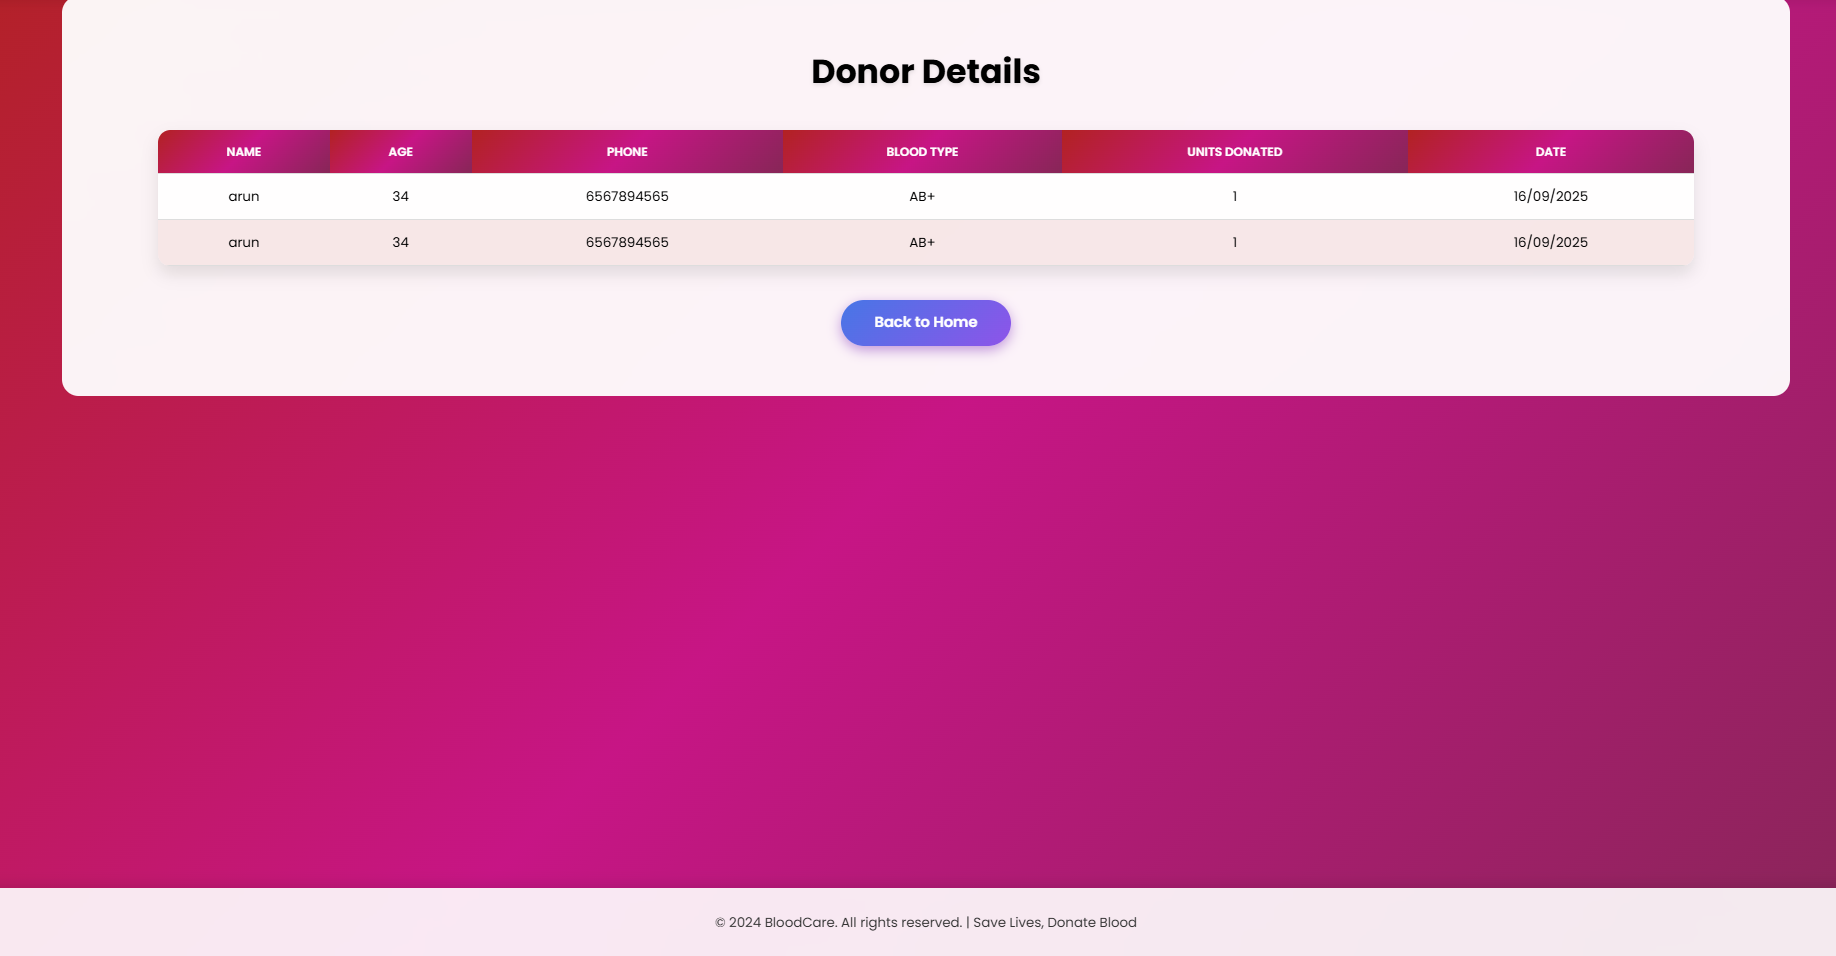 Donor Details
NAME AGE PHONE BLOOD TYPE UNITS DONATED DATE
arun 34 6567894565 AB+ 1 16/09/2025
arun 34 6567894565 AB+ 1 16/09/2025
Back to Home
© 2024 BloodCare. All rights reserved. | Save Lives, Donate Blood